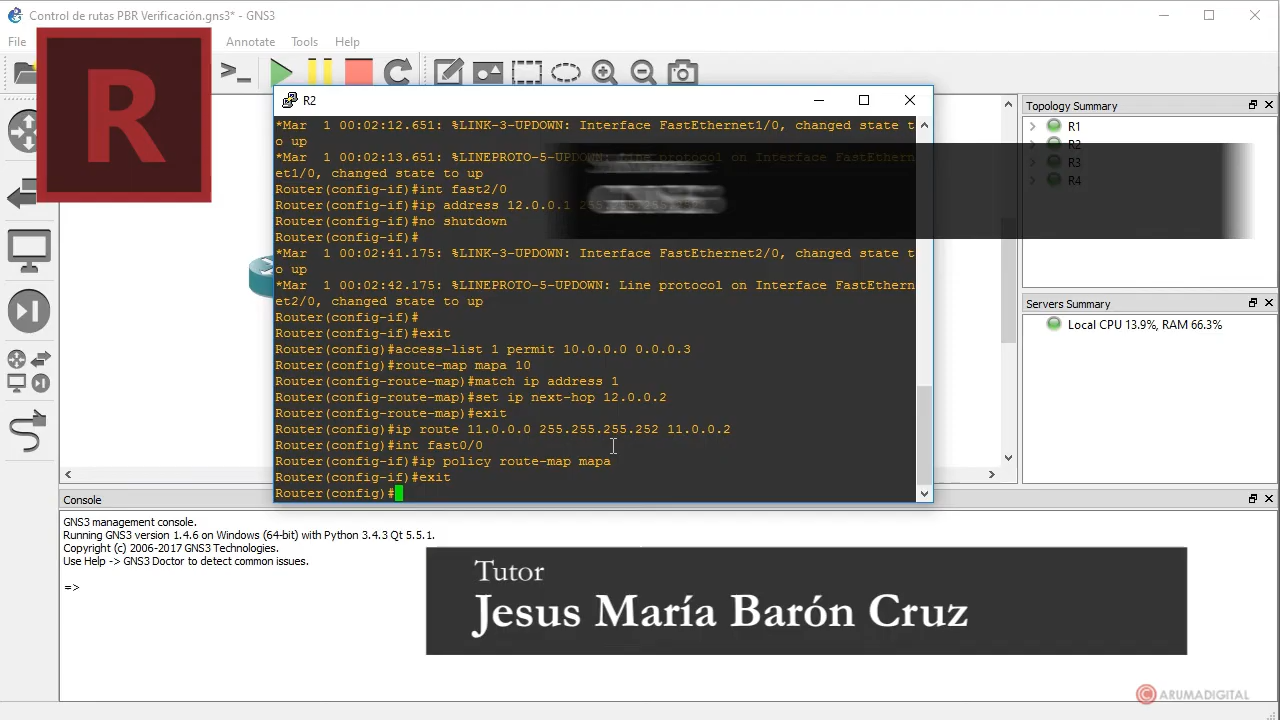 Control de rutas PBR Verificación.gns3* - GNS3
File
Annotate
Tools
Help
R
R2
*Mar  1 00:02:12.651: %LINK-3-UPDOWN: Interface FastEthernet1/0, changed state t
o up
*Mar  1 00:02:13.651: %LINEPROTO-5-UPDOWN: Line protocol on Interface FastEthern
et1/0, changed state to up
Router(config-if)#int fast2/0
Router(config-if)#ip address 12.0.0.1
Router(config-if)#no shutdown
Router(config-if)#
*Mar  1 00:02:41.175: %LINK-3-UPDOWN: Interface FastEthernet2/0, changed state t
o up
*Mar  1 00:02:42.175: %LINEPROTO-5-UPDOWN: Line protocol on Interface FastEthern
et2/0, changed state to up
Router(config-if)#
Router(config-if)#exit
Router(config)#access-list 1 permit 10.0.0.0 0.0.0.3
Router(config)#route-map mapa 10
Router(config-route-map)#match ip address 1
Router(config-route-map)#set ip next-hop 12.0.0.2
Router(config-route-map)#exit
Router(config)#ip route 11.0.0.0 255.255.255.252 11.0.0.2
Router(config)#int fast0/0
Router(config-if)#ip policy route-map mapa
Router(config-if)#exit
Router(config)#
Topology Summary
R1
R2
R3
R4
Servers Summary
Local CPU 13.9%, RAM 66.3%
Console
GNS3 management console.
Running GNS3 version 1.4.6 on Windows (64-bit) with Python 3.4.3 Qt 5.5.1.
Copyright (c) 2006-2017 GNS3 Technologies.
Use Help -> GNS3 Doctor to detect common issues.
=>
Tutor
Jesus María Barón Cruz
ARUMADIGITAL